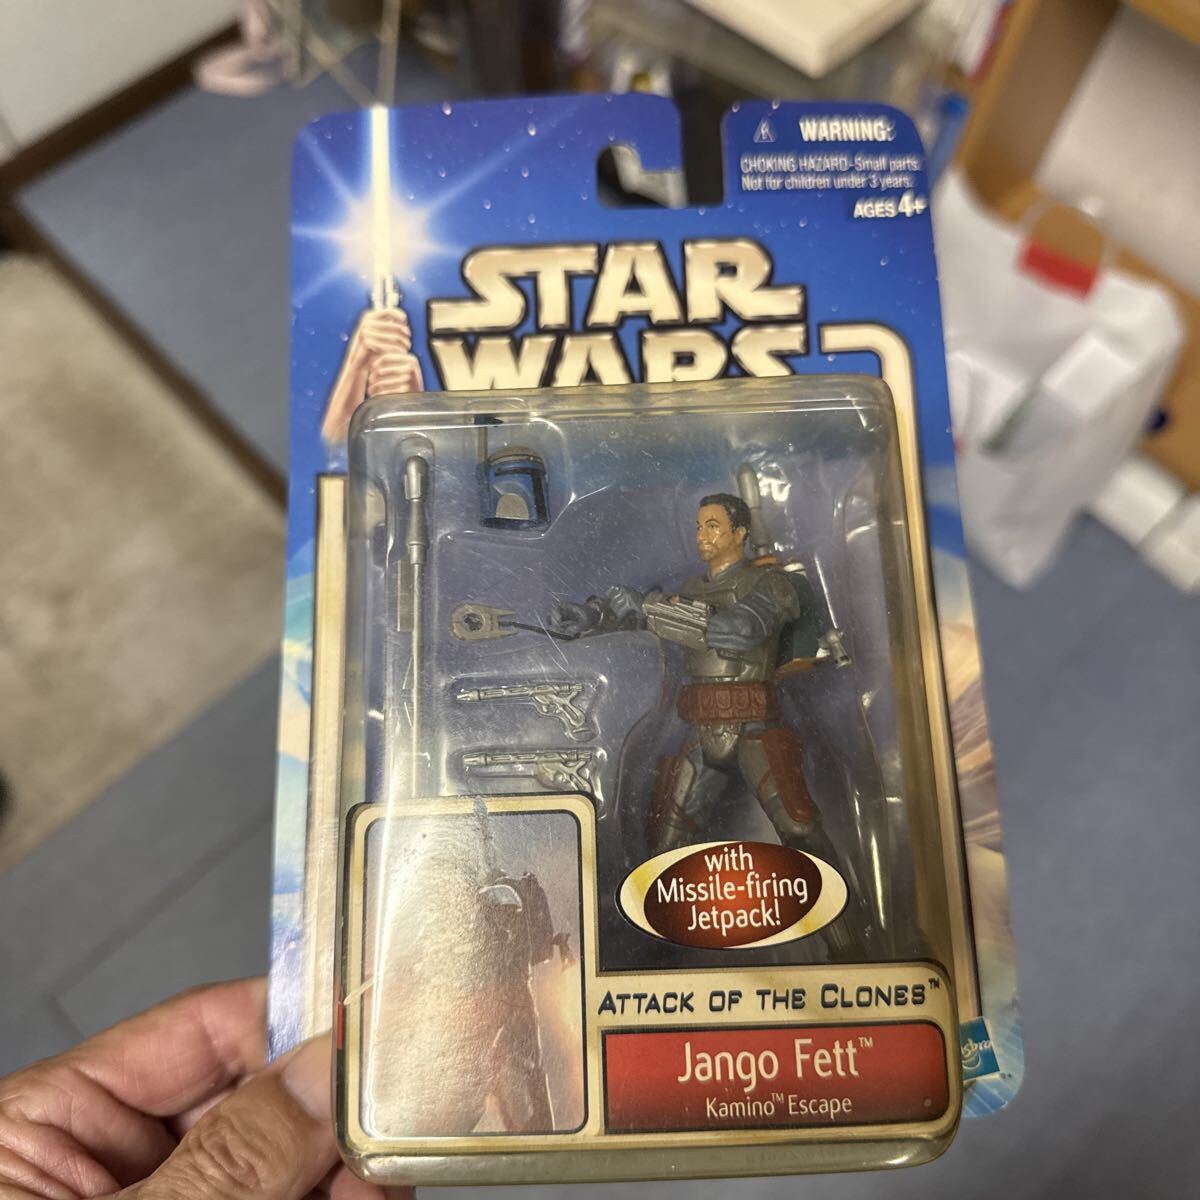 WARNING:
CHOKING HAZARD-Small parts.
Not for children under 3 years.
AGES 4+
STAR
WARS
with
Missile-firing
Jetpack!
ATTACK OF THE CLONES™
Jango Fett™
Kamino™ Escape